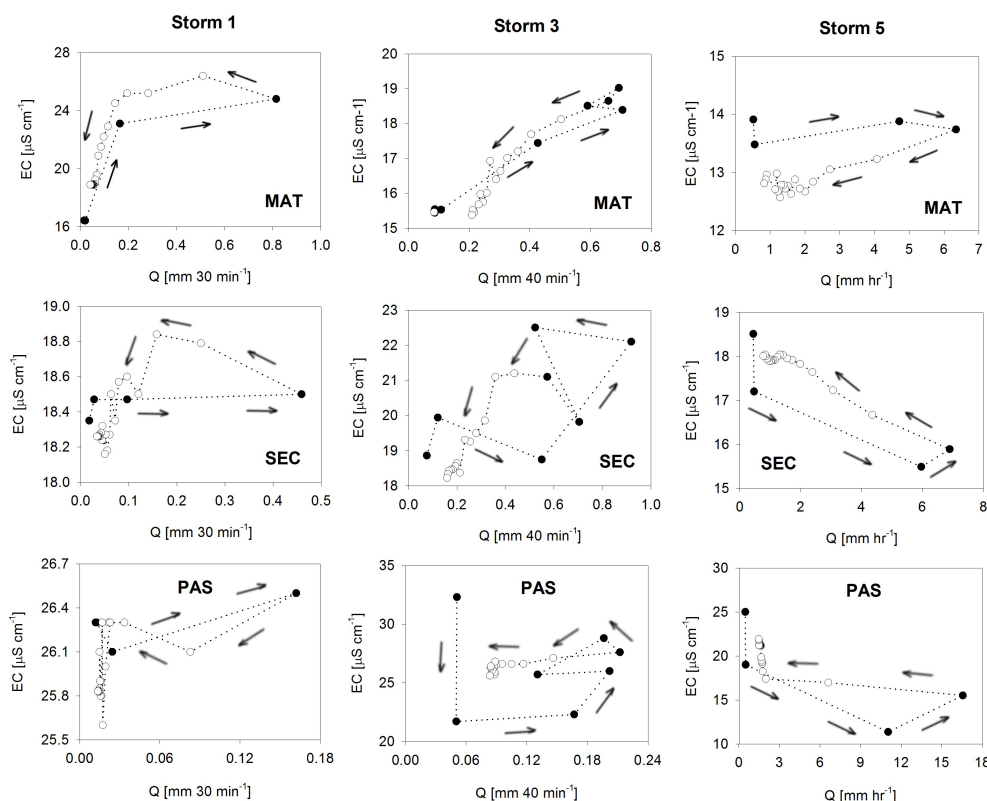 Storm 1
Storm 3
Storm 5
EC [µS cm⁻¹]
28
24
20
16
0.0 0.2 0.4 0.6 0.8 1.0
MAT
Q [mm 30 min⁻¹]
EC [µS cm⁻¹]
20
19
18
17
16
15
0.0 0.2 0.4 0.6 0.8
MAT
Q [mm 40 min⁻¹]
EC [µS cm-1]
15
14
13
12
0 1 2 3 4 5 6 7
MAT
Q [mm hr⁻¹]
EC [µS cm⁻¹]
19.0
18.8
18.6
18.4
18.2
18.0
0.0 0.1 0.2 0.3 0.4 0.5
SEC
Q [mm 30 min⁻¹]
EC [µS cm⁻¹]
23
22
21
20
19
18
0.0 0.2 0.4 0.6 0.8 1.0
SEC
Q [mm 40 min⁻¹]
EC [µS cm⁻¹]
19
18
17
16
15
0 2 4 6 8
SEC
Q [mm hr⁻¹]
EC [µS cm⁻¹]
26.7
26.4
26.1
25.8
25.5
0.00 0.06 0.12 0.18
PAS
Q [mm 30 min⁻¹]
EC [µS cm⁻¹]
35
30
25
20
0.00 0.04 0.08 0.12 0.16 0.20 0.24
PAS
Q [mm 40 min⁻¹]
EC [µS cm⁻¹]
30
25
20
15
10
0 3 6 9 12 15 18
PAS
Q [mm hr⁻¹]